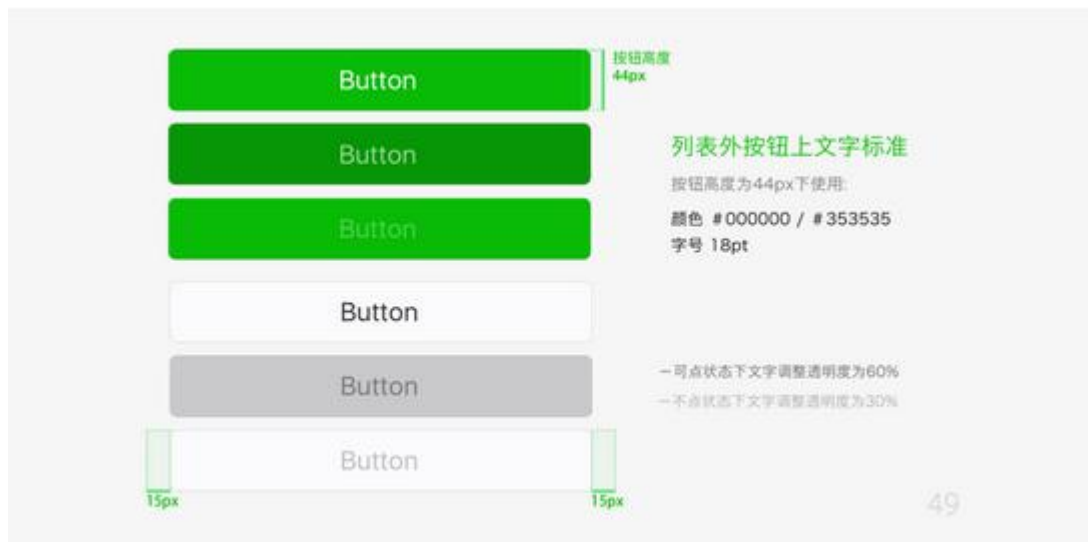 Button
按钮高度
44px
Button
列表外按钮上文字标准
按钮高度为44px下使用:
Button
颜色 #000000 / #353535
字号 18pt
Button
Button
-可点状态下文字调整透明度为60%
-不点状态下文字调整透明度为30%
Button
15px
15px
49